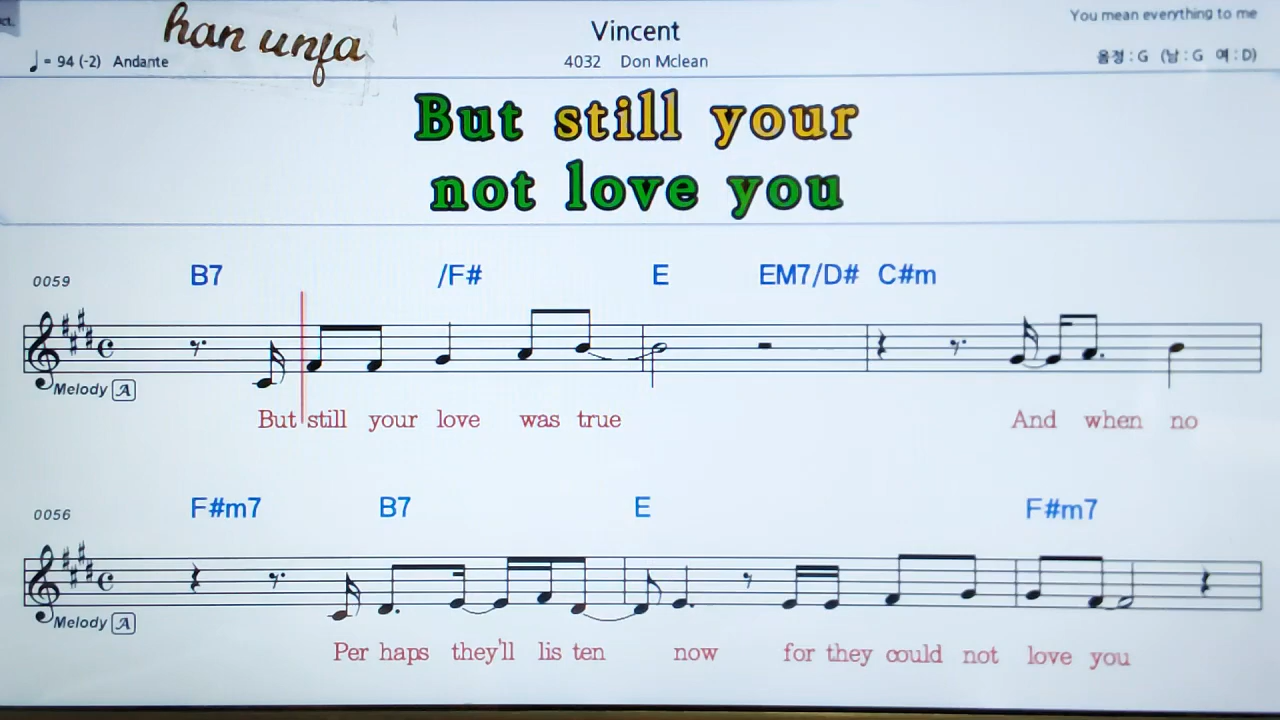 ct.
han unfa
Vincent
You mean everything to me
♩ = 94 (-2) Andante
4032 Don Mclean
음정 : G (남 : G 여 : D)
But still your
not love you
0059
B7 /F# E EM7/D# C#m
Melody A
But still your love was true And when no
0056
F#m7 B7 E F#m7
Melody A
Per haps they'll lis ten now for they could not love you